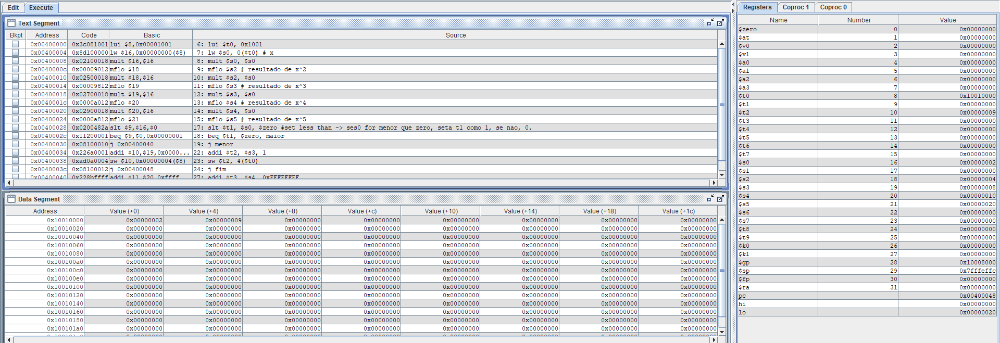 Edit Execute
Text Segment
Bkpt Address Code Basic Source
0x00400000 0x3c081001 lui $8,0x00001001 6: lui $t0, 0x1001
0x00400004 0x8d100000 lw $16,0x00000000($8) 7: lw $s0, 0($t0) # x
0x00400008 0x02100018 mult $16,$16 8: mult $s0, $s0
0x0040000c 0x00009012 mflo $18 9: mflo $s2 # resultado de x^2
0x00400010 0x02500018 mult $18,$16 10: mult $s2, $s0
0x00400014 0x00009812 mflo $19 11: mflo $s3 # resultado de x^3
0x00400018 0x02700018 mult $19,$16 12: mult $s3, $s0
0x0040001c 0x0000a012 mflo $20 13: mflo $s4 # resultado de x^4
0x00400020 0x02900018 mult $20,$16 14: mult $s4, $s0
0x00400024 0x0000a812 mflo $21 15: mflo $s5 # resultado de x^5
0x00400028 0x0200482a slt $9,$16,$0 17: slt $t1, $s0, $zero #set less than -> ses0 for menor que zero, seta t1 como 1, se nao, 0.
0x0040002c 0x11200001 beq $9,$0,0x00000001 18: beq $t1, $zero, maior
0x00400030 0x08100010 j 0x00400040 19: j menor
0x00400034 0x226a0001 addi $10,$19,0x0000... 22: addi $t2, $s3, 1
0x00400038 0xad0a0004 sw $10,0x00000004($8) 23: sw $t2, 4($t0)
0x0040003c 0x08100012 j 0x00400048 24: j fim
0x00400040 0x228bffff addi $11,$20,0xffff... 27: addi $t3, $s4, 0xFFFFFFFF
Data Segment
Address Value (+0) Value (+4) Value (+8) Value (+c) Value (+10) Value (+14) Value (+18) Value (+1c)
0x10010000 0x00000002 0x00000009 0x00000000 0x00000000 0x00000000 0x00000000 0x00000000 0x00000000
0x10010020 0x00000000 0x00000000 0x00000000 0x00000000 0x00000000 0x00000000 0x00000000 0x00000000
0x10010040 0x00000000 0x00000000 0x00000000 0x00000000 0x00000000 0x00000000 0x00000000 0x00000000
0x10010060 0x00000000 0x00000000 0x00000000 0x00000000 0x00000000 0x00000000 0x00000000 0x00000000
0x10010080 0x00000000 0x00000000 0x00000000 0x00000000 0x00000000 0x00000000 0x00000000 0x00000000
0x100100a0 0x00000000 0x00000000 0x00000000 0x00000000 0x00000000 0x00000000 0x00000000 0x00000000
0x100100c0 0x00000000 0x00000000 0x00000000 0x00000000 0x00000000 0x00000000 0x00000000 0x00000000
0x100100e0 0x00000000 0x00000000 0x00000000 0x00000000 0x00000000 0x00000000 0x00000000 0x00000000
0x10010100 0x00000000 0x00000000 0x00000000 0x00000000 0x00000000 0x00000000 0x00000000 0x00000000
0x10010120 0x00000000 0x00000000 0x00000000 0x00000000 0x00000000 0x00000000 0x00000000 0x00000000
0x10010140 0x00000000 0x00000000 0x00000000 0x00000000 0x00000000 0x00000000 0x00000000 0x00000000
0x10010160 0x00000000 0x00000000 0x00000000 0x00000000 0x00000000 0x00000000 0x00000000 0x00000000
0x10010180 0x00000000 0x00000000 0x00000000 0x00000000 0x00000000 0x00000000 0x00000000 0x00000000
0x100101a0 0x00000000 0x00000000 0x00000000 0x00000000 0x00000000 0x00000000 0x00000000 0x00000000
Registers Coproc 1 Coproc 0
Name Number Value
$zero 0 0x00000000
$at 1 0x00000000
$v0 2 0x00000000
$v1 3 0x00000000
$a0 4 0x00000000
$a1 5 0x00000000
$a2 6 0x00000000
$a3 7 0x00000000
$t0 8 0x10010000
$t1 9 0x00000000
$t2 10 0x00000009
$t3 11 0x00000000
$t4 12 0x00000000
$t5 13 0x00000000
$t6 14 0x00000000
$t7 15 0x00000000
$s0 16 0x00000002
$s1 17 0x00000000
$s2 18 0x00000004
$s3 19 0x00000008
$s4 20 0x00000010
$s5 21 0x00000020
$s6 22 0x00000000
$s7 23 0x00000000
$t8 24 0x00000000
$t9 25 0x00000000
$k0 26 0x00000000
$k1 27 0x00000000
$gp 28 0x10008000
$sp 29 0x7fffeffc
$fp 30 0x00000000
$ra 31 0x00000000
pc 0x00400048
hi 0x00000000
lo 0x00000020